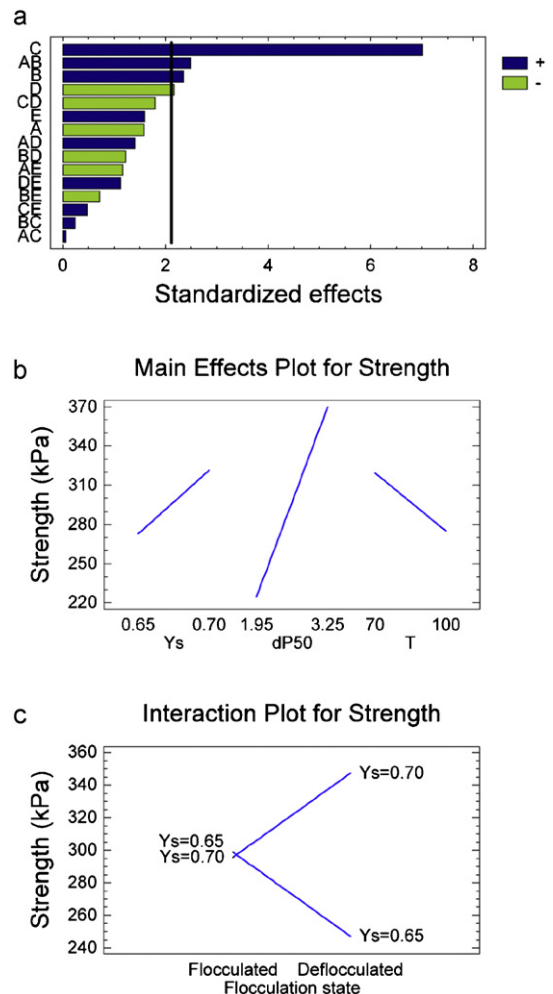 a
C
AB
B
D
CD
E
A
AD
BD
AE
DE
BE
CE
BC
AC
+
-
0 2 4 6 8
Standardized effects
b
Main Effects Plot for Strength
Strength (kPa)
370
340
310
280
250
220
0.65 0.70 1.95 3.25 70 100
Ys dP50 T
c
Interaction Plot for Strength
Strength (kPa)
360
340
320
300
280
260
240
Ys=0.70
Ys=0.65
Ys=0.70
Ys=0.65
Flocculated Deflocculated
Flocculation state